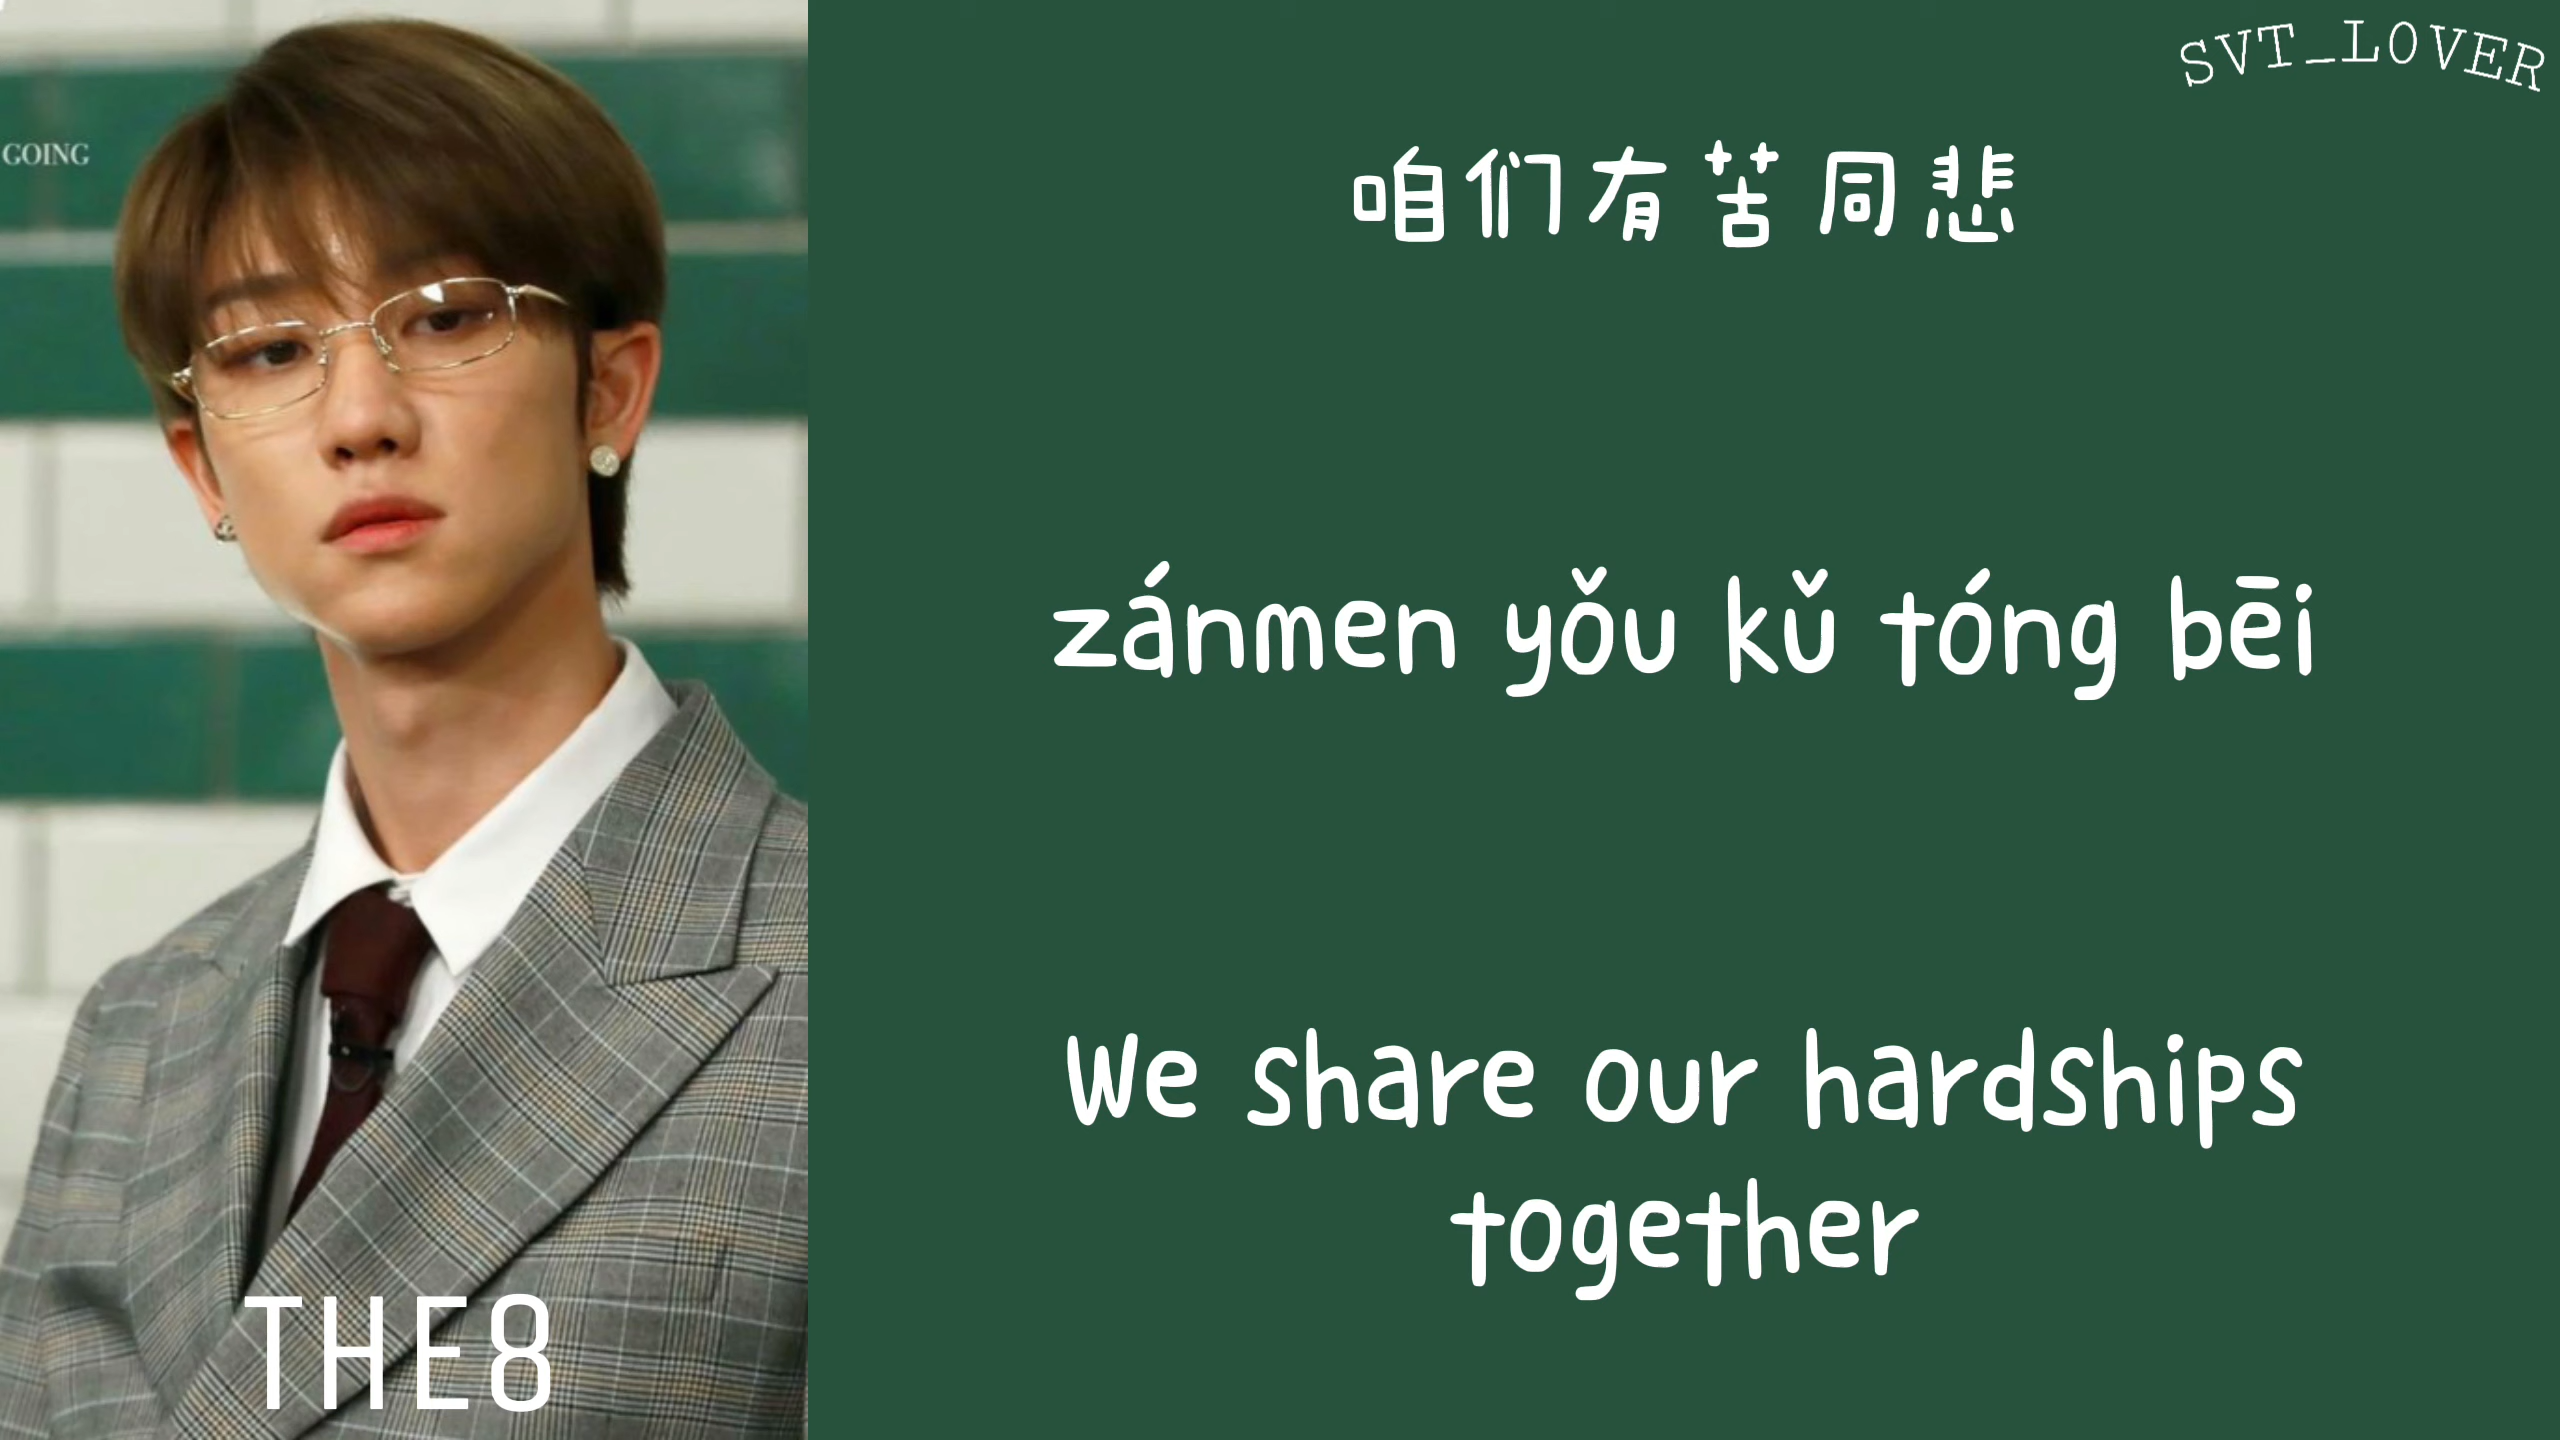 SVT_LOVER
GOING
咱们有苦同悲
zánmen yǒu kǔ tóng bēi
We share our hardships
together
THE8